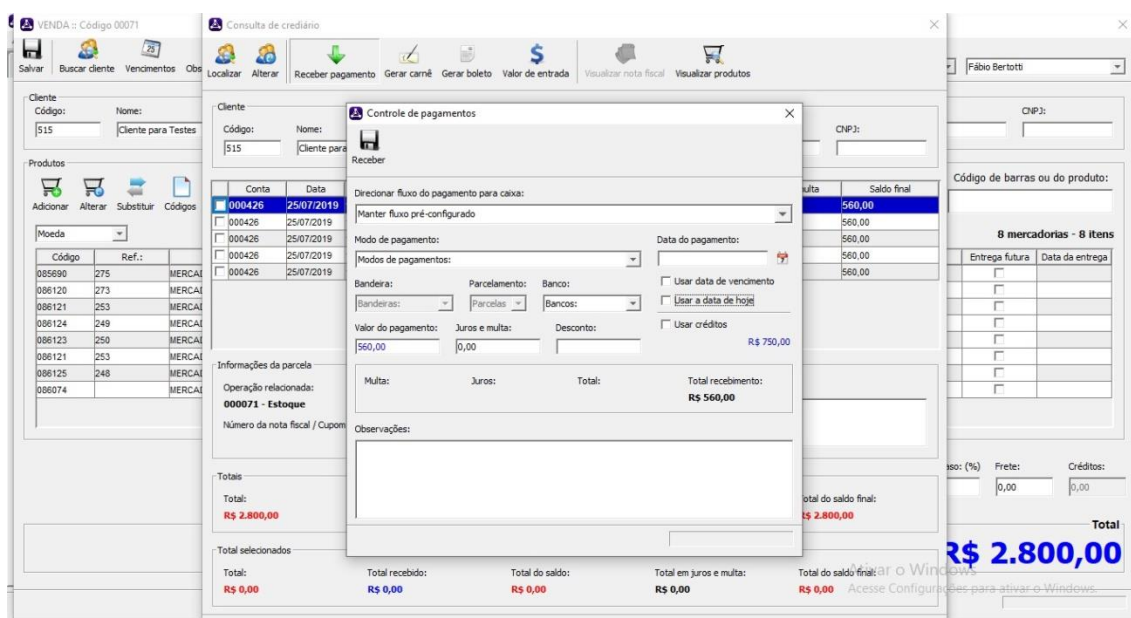 VENDA :: Código 00071
Salvar Buscar cliente Vencimentos Obs
Cliente
Código: Nome:
515 Cliente para Testes
Produtos
Adicionar Alterar Substituir Códigos
Moeda
Código Ref.:
085690 275 MERCAD
086120 273 MERCAD
086121 253 MERCAD
086124 249 MERCAD
086123 250 MERCAD
086121 253 MERCAD
086125 248 MERCAD
086074 MERCAD
Consulta de crediário
Localizar Alterar Receber pagamento Gerar carnê Gerar boleto Valor de entrada Visualizar nota fiscal Visualizar produtos
Cliente
Código: Nome: CNPJ:
515 Cliente para
Conta Data ulta Saldo final
000426 25/07/2019 560,00
000426 25/07/2019 560,00
000426 25/07/2019 560,00
000426 25/07/2019 560,00
000426 25/07/2019 560,00
Informações da parcela
Operação relacionada:
000071 - Estoque
Número da nota fiscal / Cupom
Totais
Total: otal do saldo final:
R$ 2.800,00 R$ 2.800,00
Total selecionados
Total: Total recebido: Total do saldo: Total em juros e multa: Total do saldo final:
R$ 0,00 R$ 0,00 R$ 0,00 R$ 0,00 R$ 0,00
Controle de pagamentos
Receber
Direcionar fluxo do pagamento para caixa:
Manter fluxo pré-configurado
Modo de pagamento: Data do pagamento:
Modos de pagamentos:
Bandeira: Parcelamento: Banco: Usar data de vencimento
Bandeiras: Parcelas Bancos: Usar a data de hoje
Valor do pagamento: Juros e multa: Desconto: Usar créditos
560,00 0,00 R$ 750,00
Multa: Juros: Total: Total recebimento:
R$ 560,00
Observações:
Fábio Bertotti
CNPJ:
Código de barras ou do produto:
8 mercadorias - 8 itens
Entrega futura Data da entrega
aso: (%) Frete: Créditos:
0,00 0,00
Total
R$ 2.800,00
Ativar o Windows
Acesse Configurações para ativar o Windows.